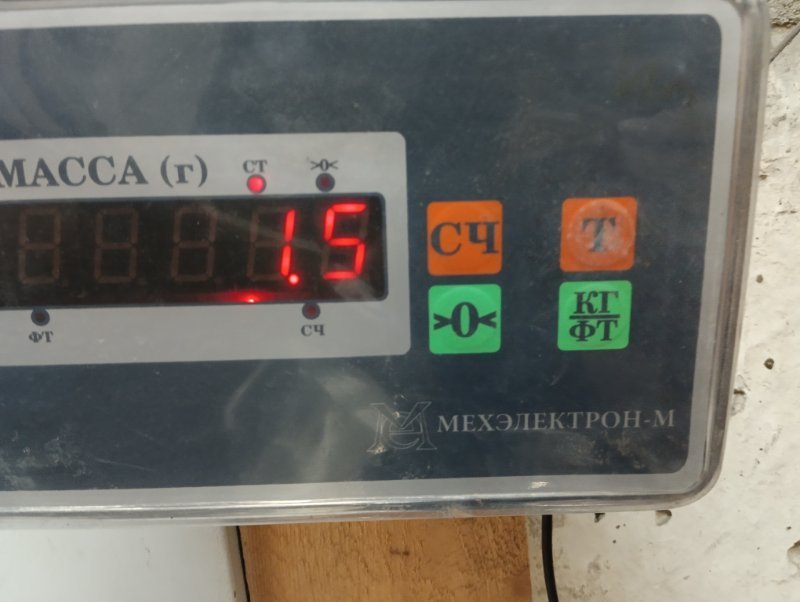 МАССА (г)
СТ >0<
1.5
ФТ СЧ
СЧ Т
>0< КГ
ФТ
МЕХЭЛЕКТРОН-М